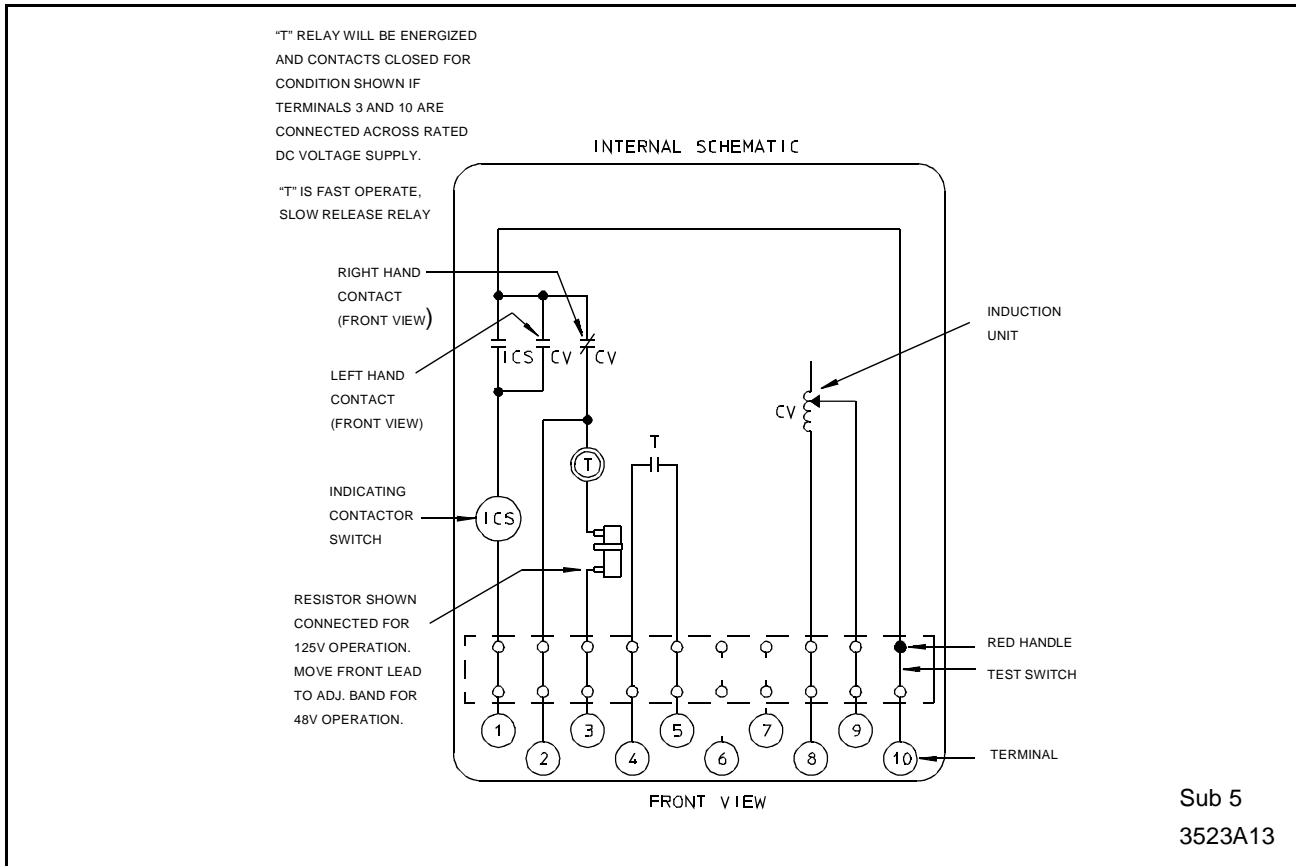 “T” RELAY WILL BE ENERGIZED
AND CONTACTS CLOSED FOR
CONDITION SHOWN IF
TERMINALS 3 AND 10 ARE
CONNECTED ACROSS RATED
DC VOLTAGE SUPPLY.
“T” IS FAST OPERATE,
SLOW RELEASE RELAY
INTERNAL SCHEMATIC
RIGHT HAND
CONTACT
(FRONT VIEW)
LEFT HAND
CONTACT
(FRONT VIEW)
ICS
CV
CV
INDUCTION
UNIT
CV
T
T
INDICATING
CONTACTOR
SWITCH
ICS
RESISTOR SHOWN
CONNECTED FOR
125V OPERATION.
MOVE FRONT LEAD
TO ADJ. BAND FOR
48V OPERATION.
RED HANDLE
TEST SWITCH
1
2
3
4
5
6
7
8
9
10
TERMINAL
FRONT VIEW
Sub 5
3523A13